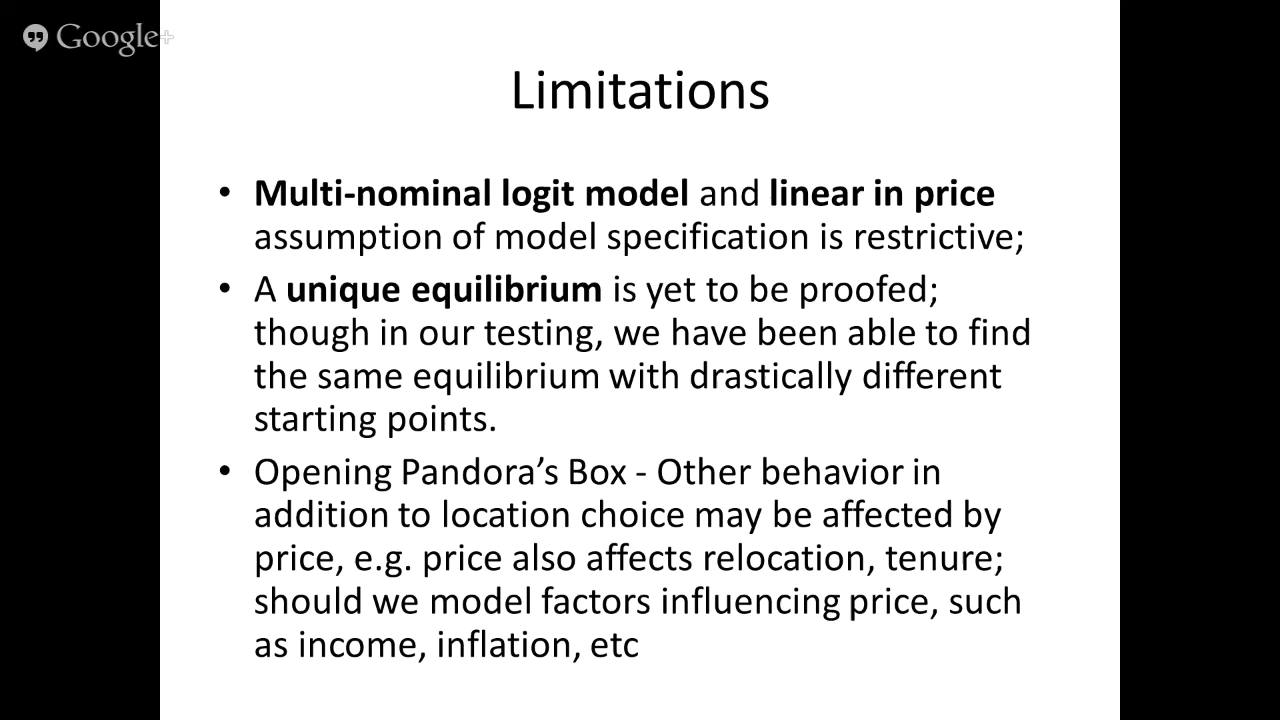 Google+
Limitations
• Multi-nominal logit model and linear in price
assumption of model specification is restrictive;
• A unique equilibrium is yet to be proofed;
though in our testing, we have been able to find
the same equilibrium with drastically different
starting points.
• Opening Pandora’s Box - Other behavior in
addition to location choice may be affected by
price, e.g. price also affects relocation, tenure;
should we model factors influencing price, such
as income, inflation, etc